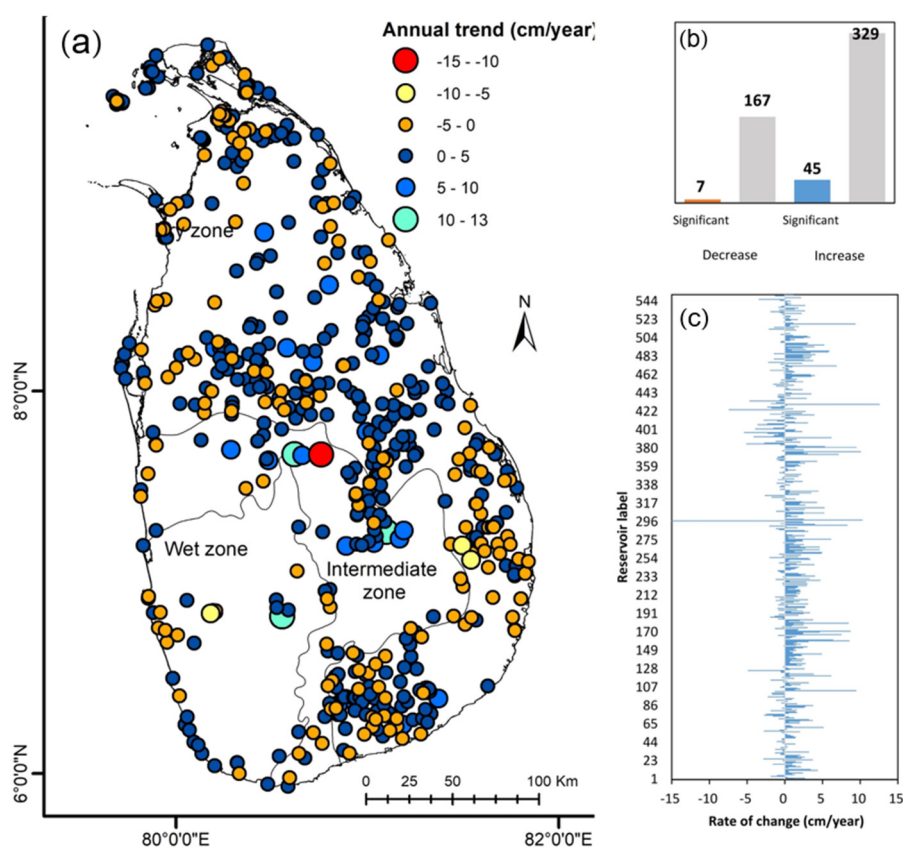 (a)
Annual trend (cm/year)
-15 - -10
-10 - -5
-5 - 0
0 - 5
5 - 10
10 - 13
Dry zone
N
Wet zone
Intermediate
zone
8°0'0"N
6°0'0"N
0 25 50 100 Km
80°0'0"E
82°0'0"E
(b)
7
167
45
329
Significant
Significant
Decrease
Increase
(c)
Reservoir label
544
523
504
483
462
443
422
401
380
359
338
317
296
275
254
233
212
191
170
149
128
107
86
65
44
23
1
-15 -10 -5 0 5 10 15
Rate of change (cm/year)